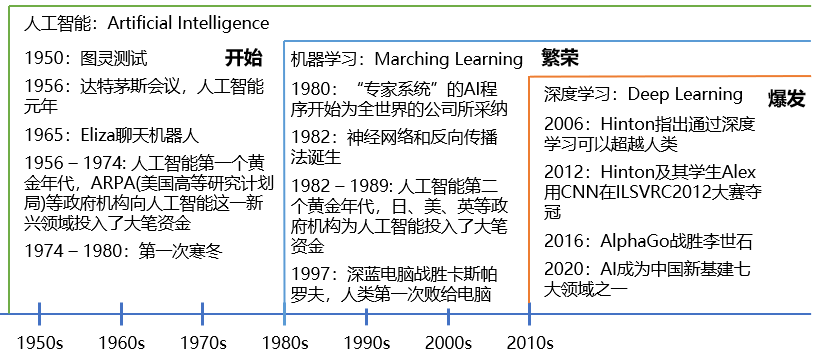 人工智能：Artificial Intelligence
1950：图灵测试
开始
1956：达特茅斯会议，人工智能
元年
1965：Eliza聊天机器人
1956 – 1974: 人工智能第一个黄
金年代，ARPA(美国高等研究计划
局)等政府机构向人工智能这一新
兴领域投入了大笔资金
1974 – 1980：第一次寒冬
机器学习：Marching Learning
繁荣
1980：“专家系统”的AI程
序开始为全世界的公司所采纳
1982：神经网络和反向传播
法诞生
1982 – 1989: 人工智能第二
个黄金年代，日、美、英等政
府机构为人工智能投入了大笔
资金
1997：深蓝电脑战胜卡斯帕
罗夫，人类第一次败给电脑
深度学习：Deep Learning
爆发
2006：Hinton指出通过深度
学习可以超越人类
2012：Hinton及其学生Alex
用CNN在ILSVRC2012大赛夺
冠
2016：AlphaGo战胜李世石
2020：AI成为中国新基建七
大领域之一
1950s
1960s
1970s
1980s
1990s
2000s
2010s